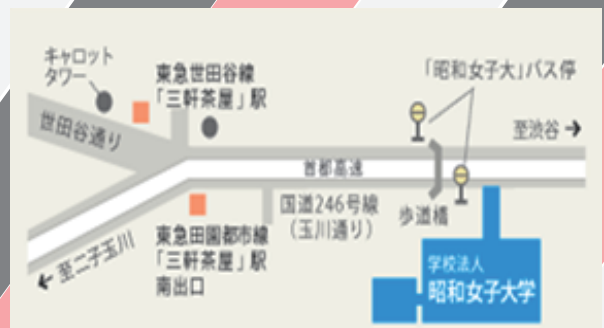 キャロット
タワー
東急世田谷線
「三軒茶屋」駅
「昭和女子大」バス停
世田谷通り
至渋谷→
首都高速
国道246号線
(玉川通り)
歩道橋
東急田園都市線
「三軒茶屋」駅
南出口
←至二子玉川
学校法人
昭和女子大学